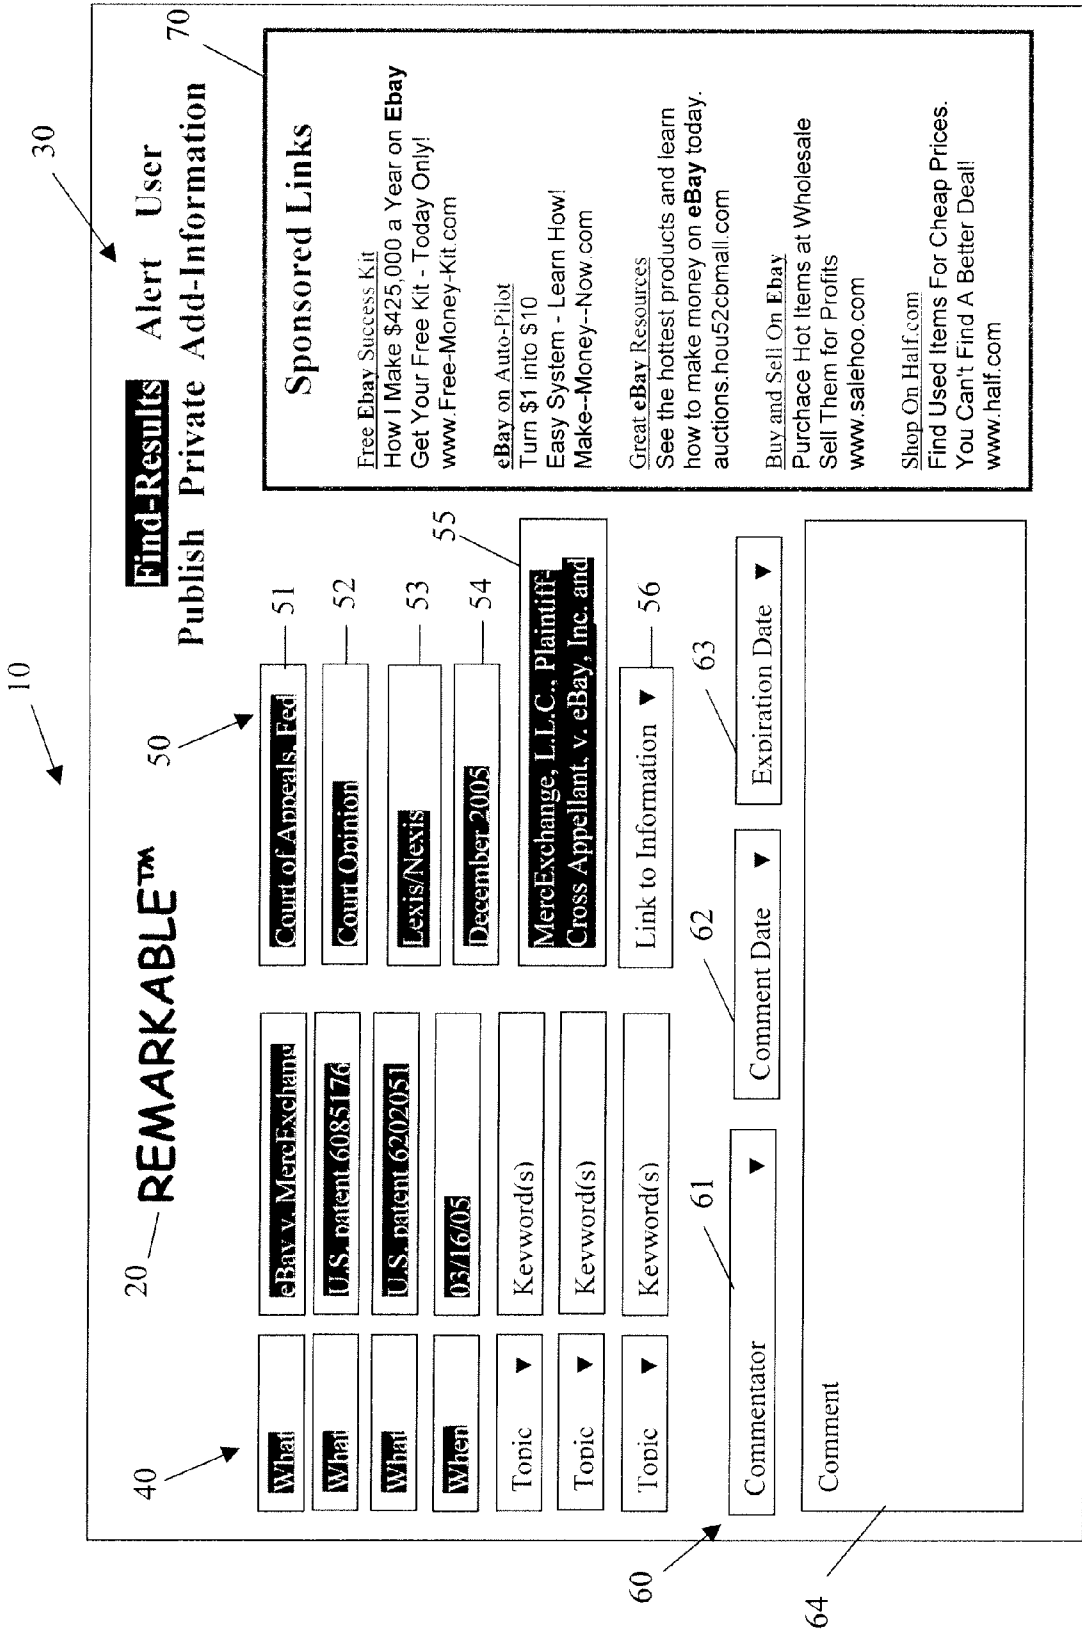 10
20
REMARKABLE™
30
Find-Results Alert User
Publish Private Add-Information
40
What
eBay v. MercExchang
What
U.S. patent 6085176
What
U.S. patent 6202051
When
03/16/05
Topic ▼
Keyword(s)
Topic ▼
Keyword(s)
Topic ▼
Keyword(s)
50
Court of Appeals, Fed
51
Court Opinion
52
Lexis/Nexis
53
December 2005
54
MercExchange, L.L.C., Plaintiff-
Cross Appellant, v. eBay, Inc. and
55
Link to Information ▼
56
70
Sponsored Links
Free Ebay Success Kit
How I Make $425,000 a Year on Ebay
Get Your Free Kit - Today Only!
www.Free-Money-Kit.com
eBay on Auto-Pilot
Turn $1 into $10
Easy System - Learn How!
Make--Money--Now.com
Great eBay Resources
See the hottest products and learn
how to make money on eBay today.
auctions.hou52cbmall.com
Buy and Sell On Ebay
Purchace Hot Items at Wholesale
Sell Them for Profits
www.salehoo.com
Shop On Half.com
Find Used Items For Cheap Prices.
You Can't Find A Better Deal!
www.half.com
60
Commentator ▼
61
Comment Date ▼
62
Expiration Date ▼
63
Comment
64